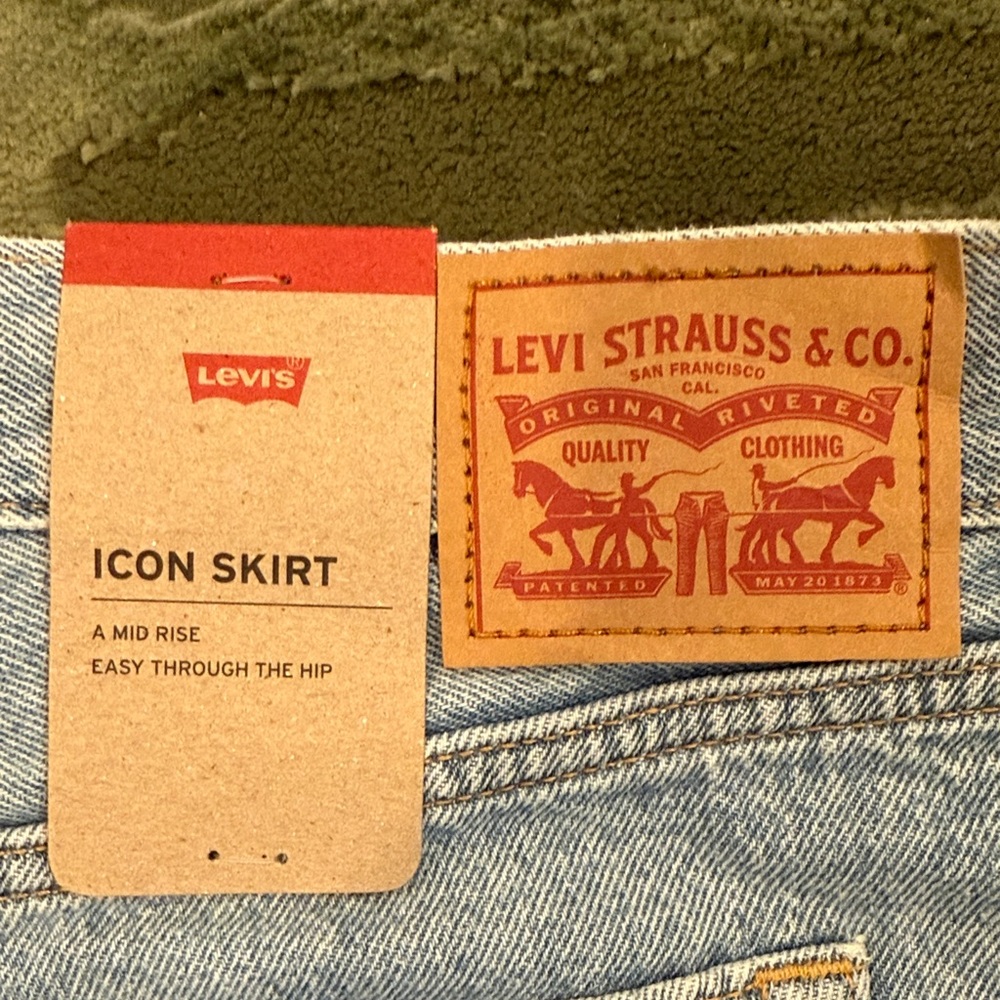 LEVI'S
ICON SKIRT
A MID RISE
EASY THROUGH THE HIP
LEVI STRAUSS & CO.
SAN FRANCISCO
CAL.
ORIGINAL RIVETED
QUALITY CLOTHING
PATENTED MAY 20 1873 ®